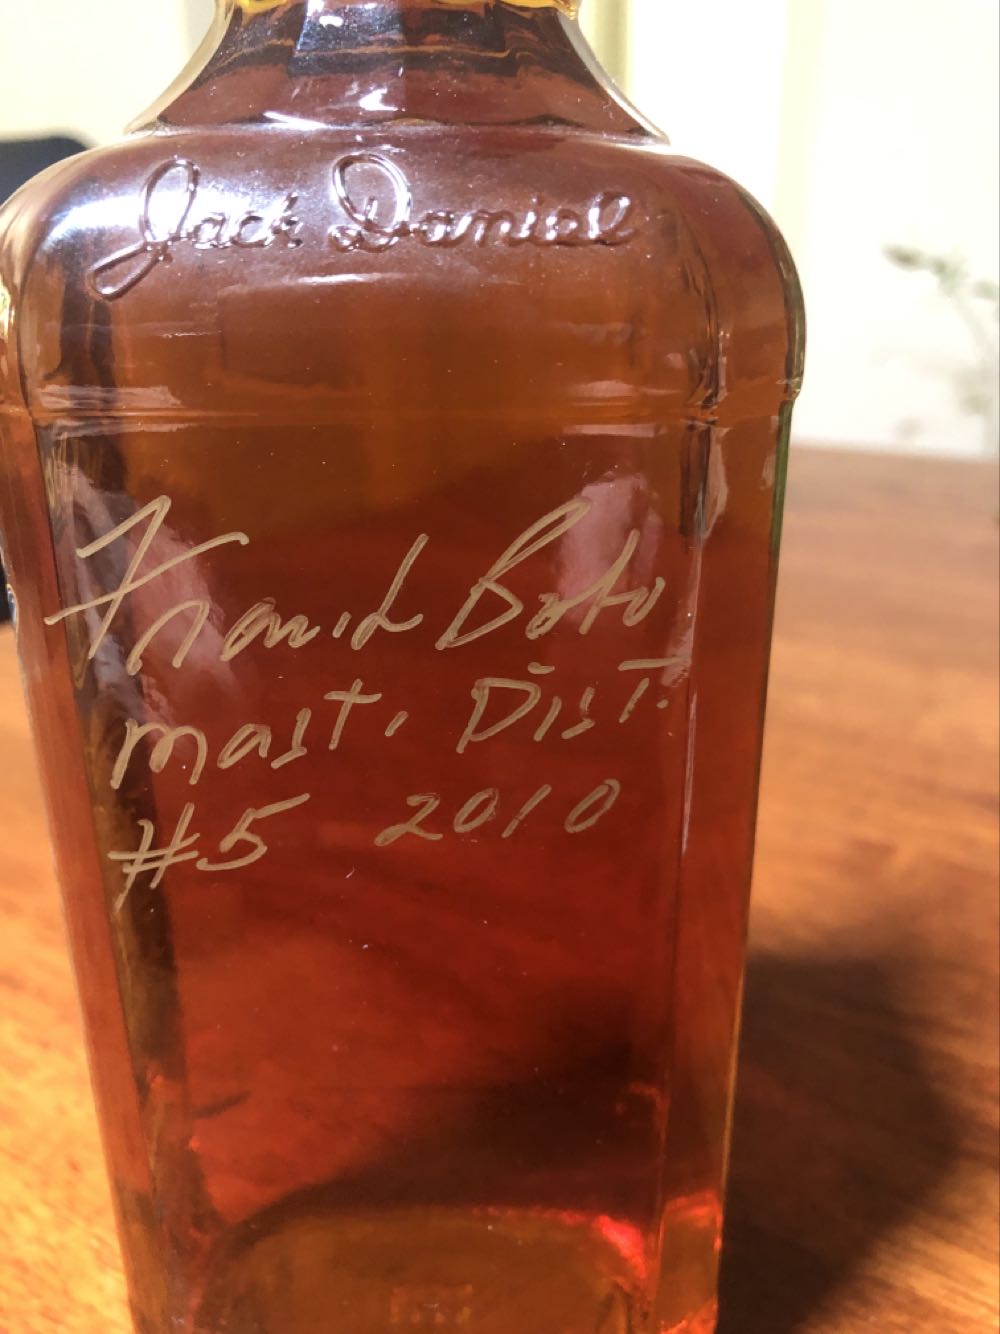 Jack Daniel
Frank Bobo
mast. Dist.
#5 2010